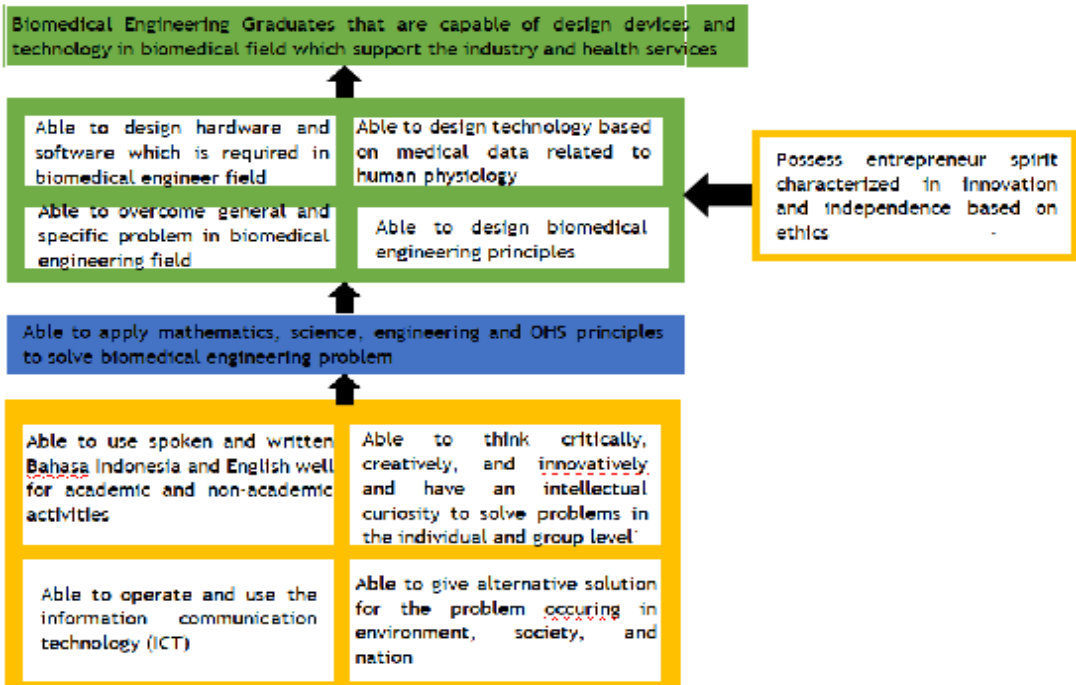 Biomedical Engineering Graduates that are capable of design devices and
technology in biomedical field which support the industry and health services
Able to design hardware and
software which is required in
biomedical engineer field
Able to design technology based
on medical data related to
human physiology
Able to overcome general and
specific problem in biomedical
engineering field
Able to design biomedical
engineering principles
Possess entrepreneur spirit
characterized in innovation
and independence based on
ethics
Able to apply mathematics, science, engineering and OHS principles
to solve biomedical engineering problem
Able to use spoken and written
Bahasa Indonesia and English well
for academic and non-academic
activities
Able to think critically,
creatively, and innovatively
and have an intellectual
curiosity to solve problems in
the individual and group level
Able to operate and use the
information communication
technology (ICT)
Able to give alternative solution
for the problem occuring in
environment, society, and
nation